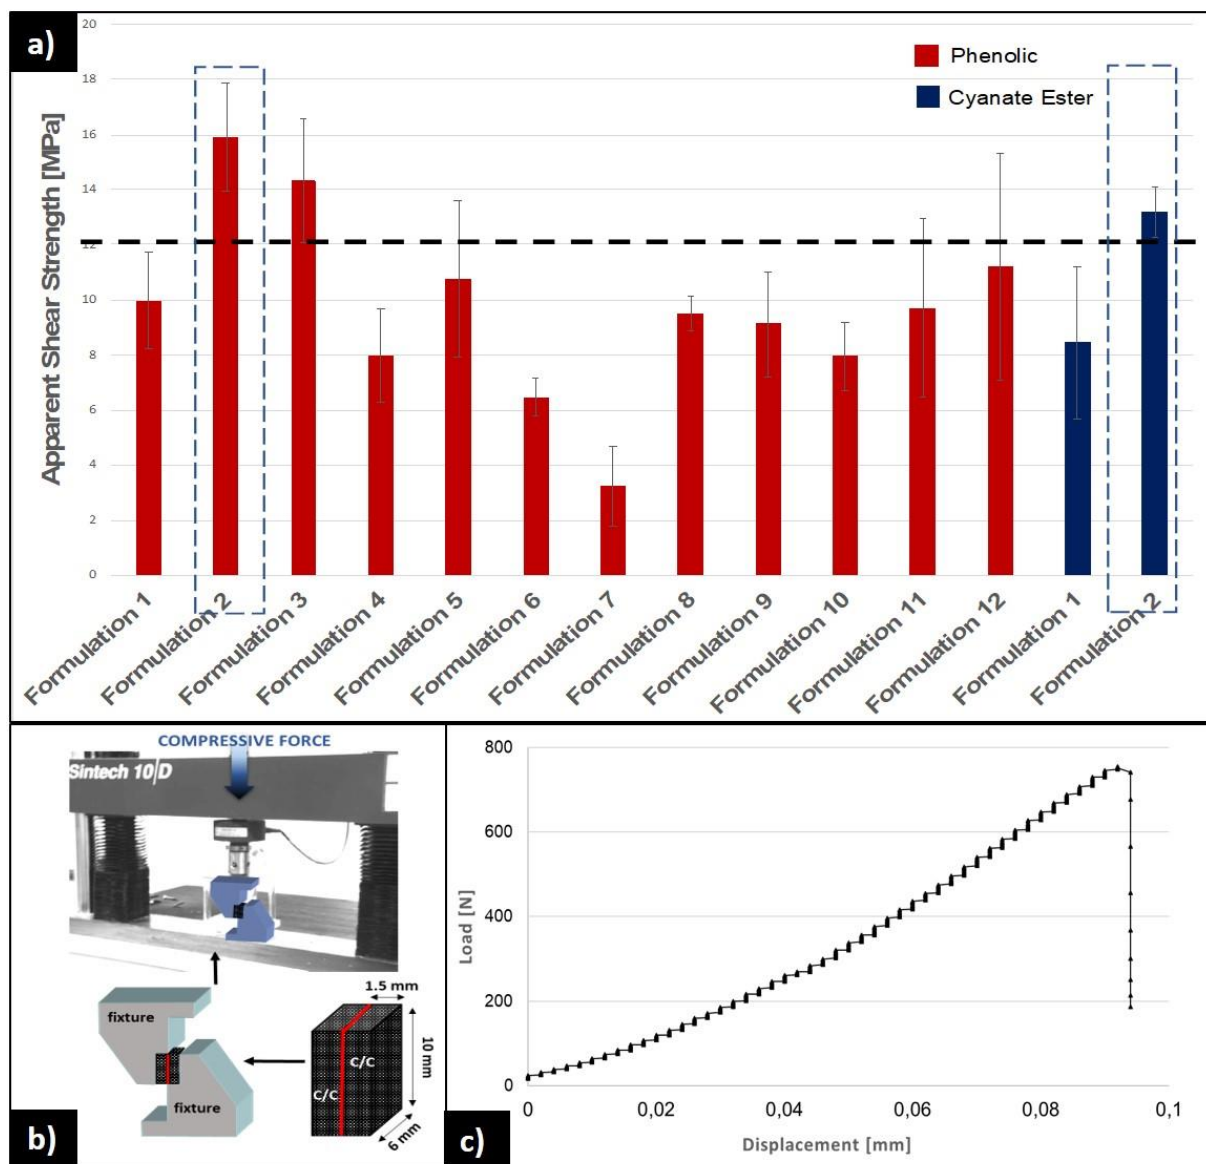 a)
Apparent Shear Strength [MPa]
20
18
16
14
12
10
8
6
4
2
0
Phenolic
Cyanate Ester
Formulation 1
Formulation 2
Formulation 3
Formulation 4
Formulation 5
Formulation 6
Formulation 7
Formulation 8
Formulation 9
Formulation 10
Formulation 11
Formulation 12
Formulation 1
Formulation 2
b)
COMPRESSIVE FORCE
Sintech 10/D
fixture
fixture
1.5 mm
10 mm
6 mm
C/C
C/C
c)
Load [N]
800
600
400
200
0
0
0,02
0,04
0,06
0,08
0,1
Displacement [mm]